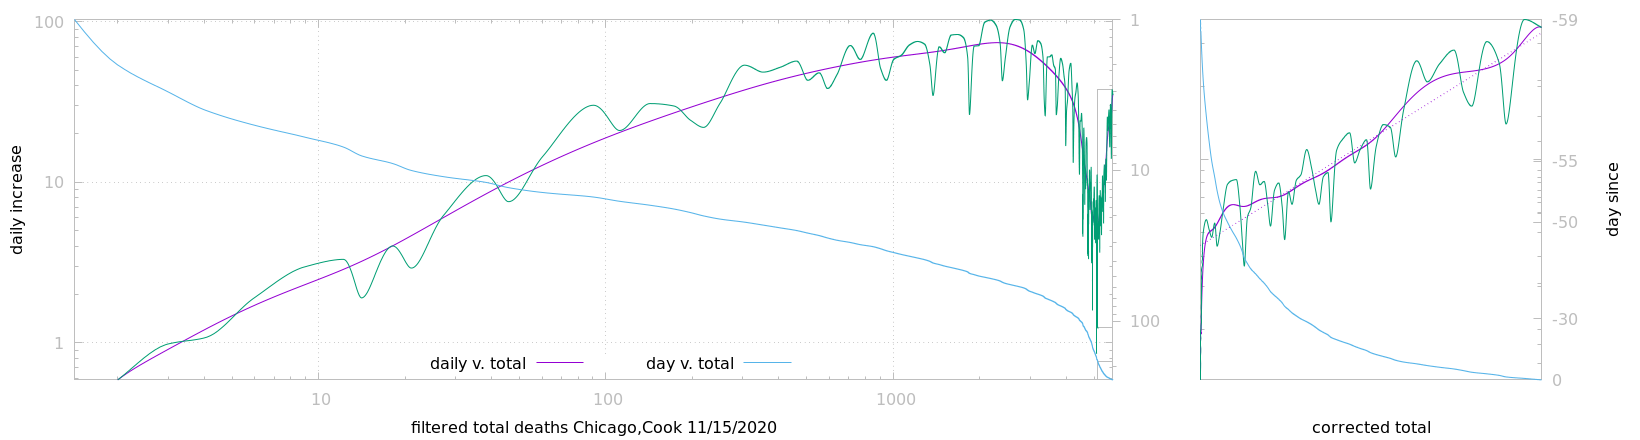 100
10
1
daily increase
10
100
1000
1
10
100
daily v. total
day v. total
filtered total deaths Chicago,Cook 11/15/2020
-59
-55
-50
-30
0
day since
corrected total